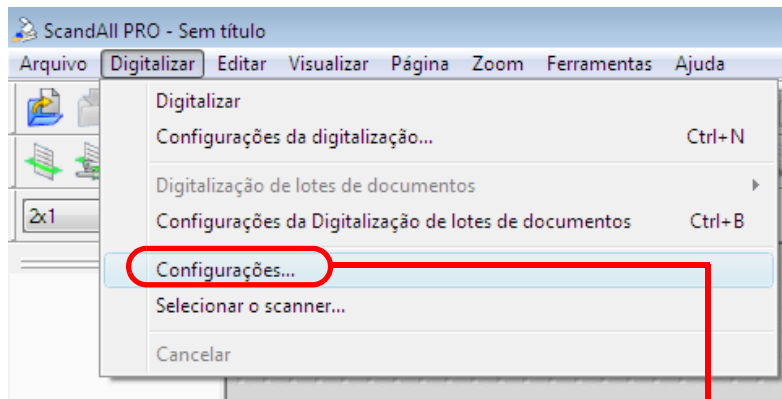 ScandAll PRO - Sem título
Arquivo Digitalizar Editar Visualizar Página Zoom Ferramentas Ajuda
Digitalizar
Configurações da digitalização... Ctrl+N
Digitalização de lotes de documentos
2x1
Configurações da Digitalização de lotes de documentos Ctrl+B
Configurações...
Selecionar o scanner...
Cancelar